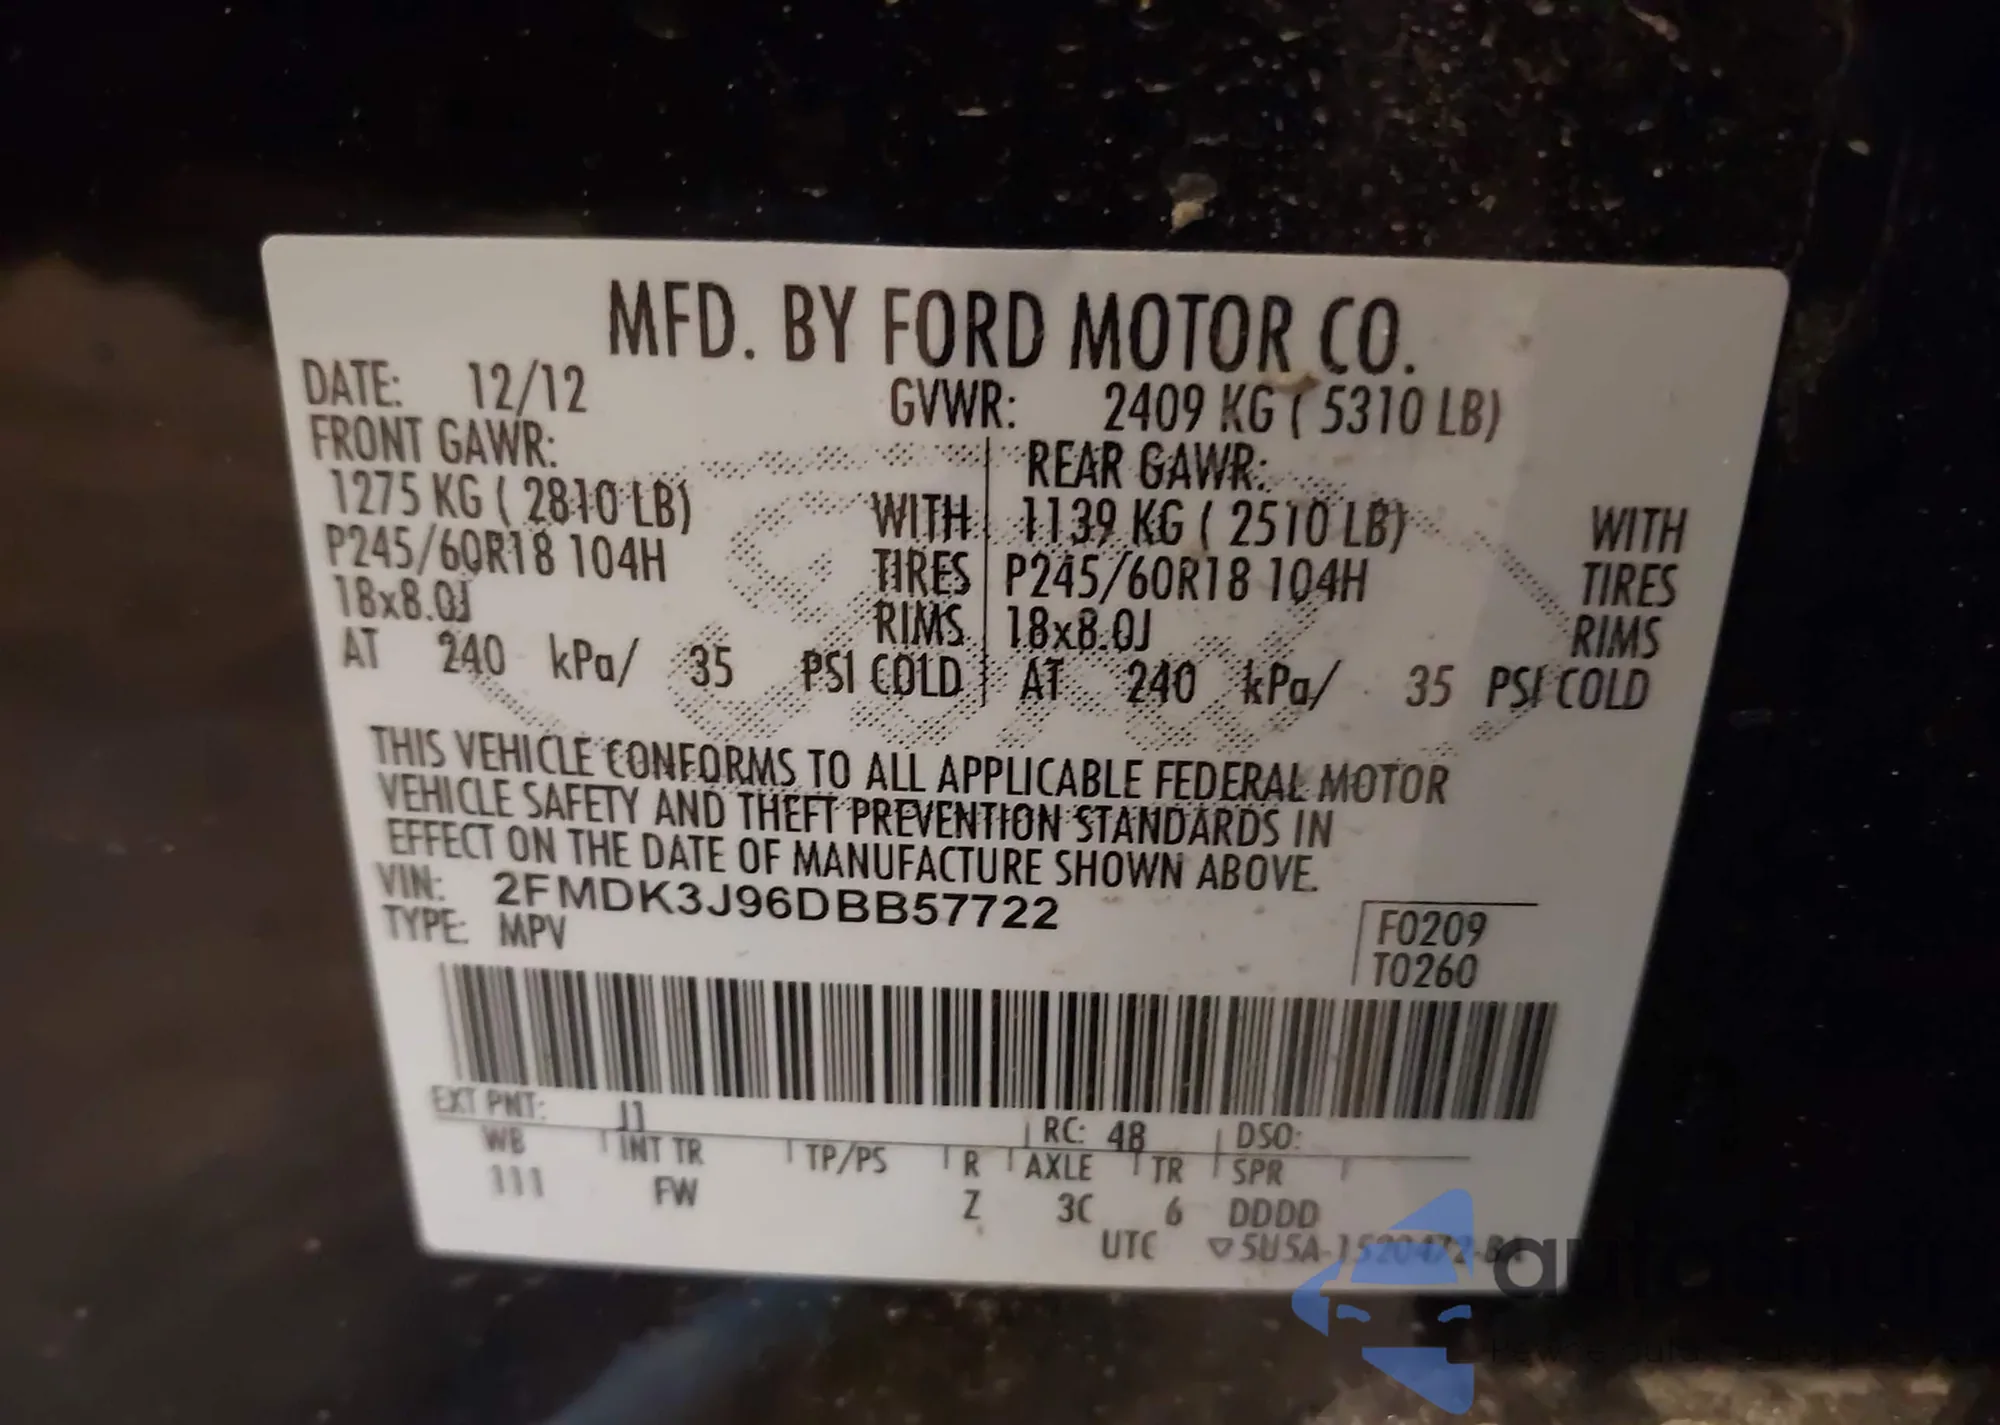 MFD. BY FORD MOTOR CO.
DATE: 12/12 GVWR: 2409 KG ( 5310 LB)
FRONT GAWR: REAR GAWR:
1275 KG ( 2810 LB) WITH 1139 KG ( 2510 LB) WITH
P245/60R18 104H TIRES P245/60R18 104H TIRES
18x8.0J RIMS 18x8.0J RIMS
AT 240 kPa/ 35 PSI COLD AT 240 kPa/ 35 PSI COLD
THIS VEHICLE CONFORMS TO ALL APPLICABLE FEDERAL MOTOR
VEHICLE SAFETY AND THEFT PREVENTION STANDARDS IN
EFFECT ON THE DATE OF MANUFACTURE SHOWN ABOVE.
VIN: 2FMDK3J96DBB57722
TYPE: MPV
F0209
T0260
EXT PNT: J1 RC: 48 DSO:
WB INT TR TP/PS R AXLE TR SPR
111 FW Z 3C 6 DDDD
UTC ▽5U5A-1520472-BA